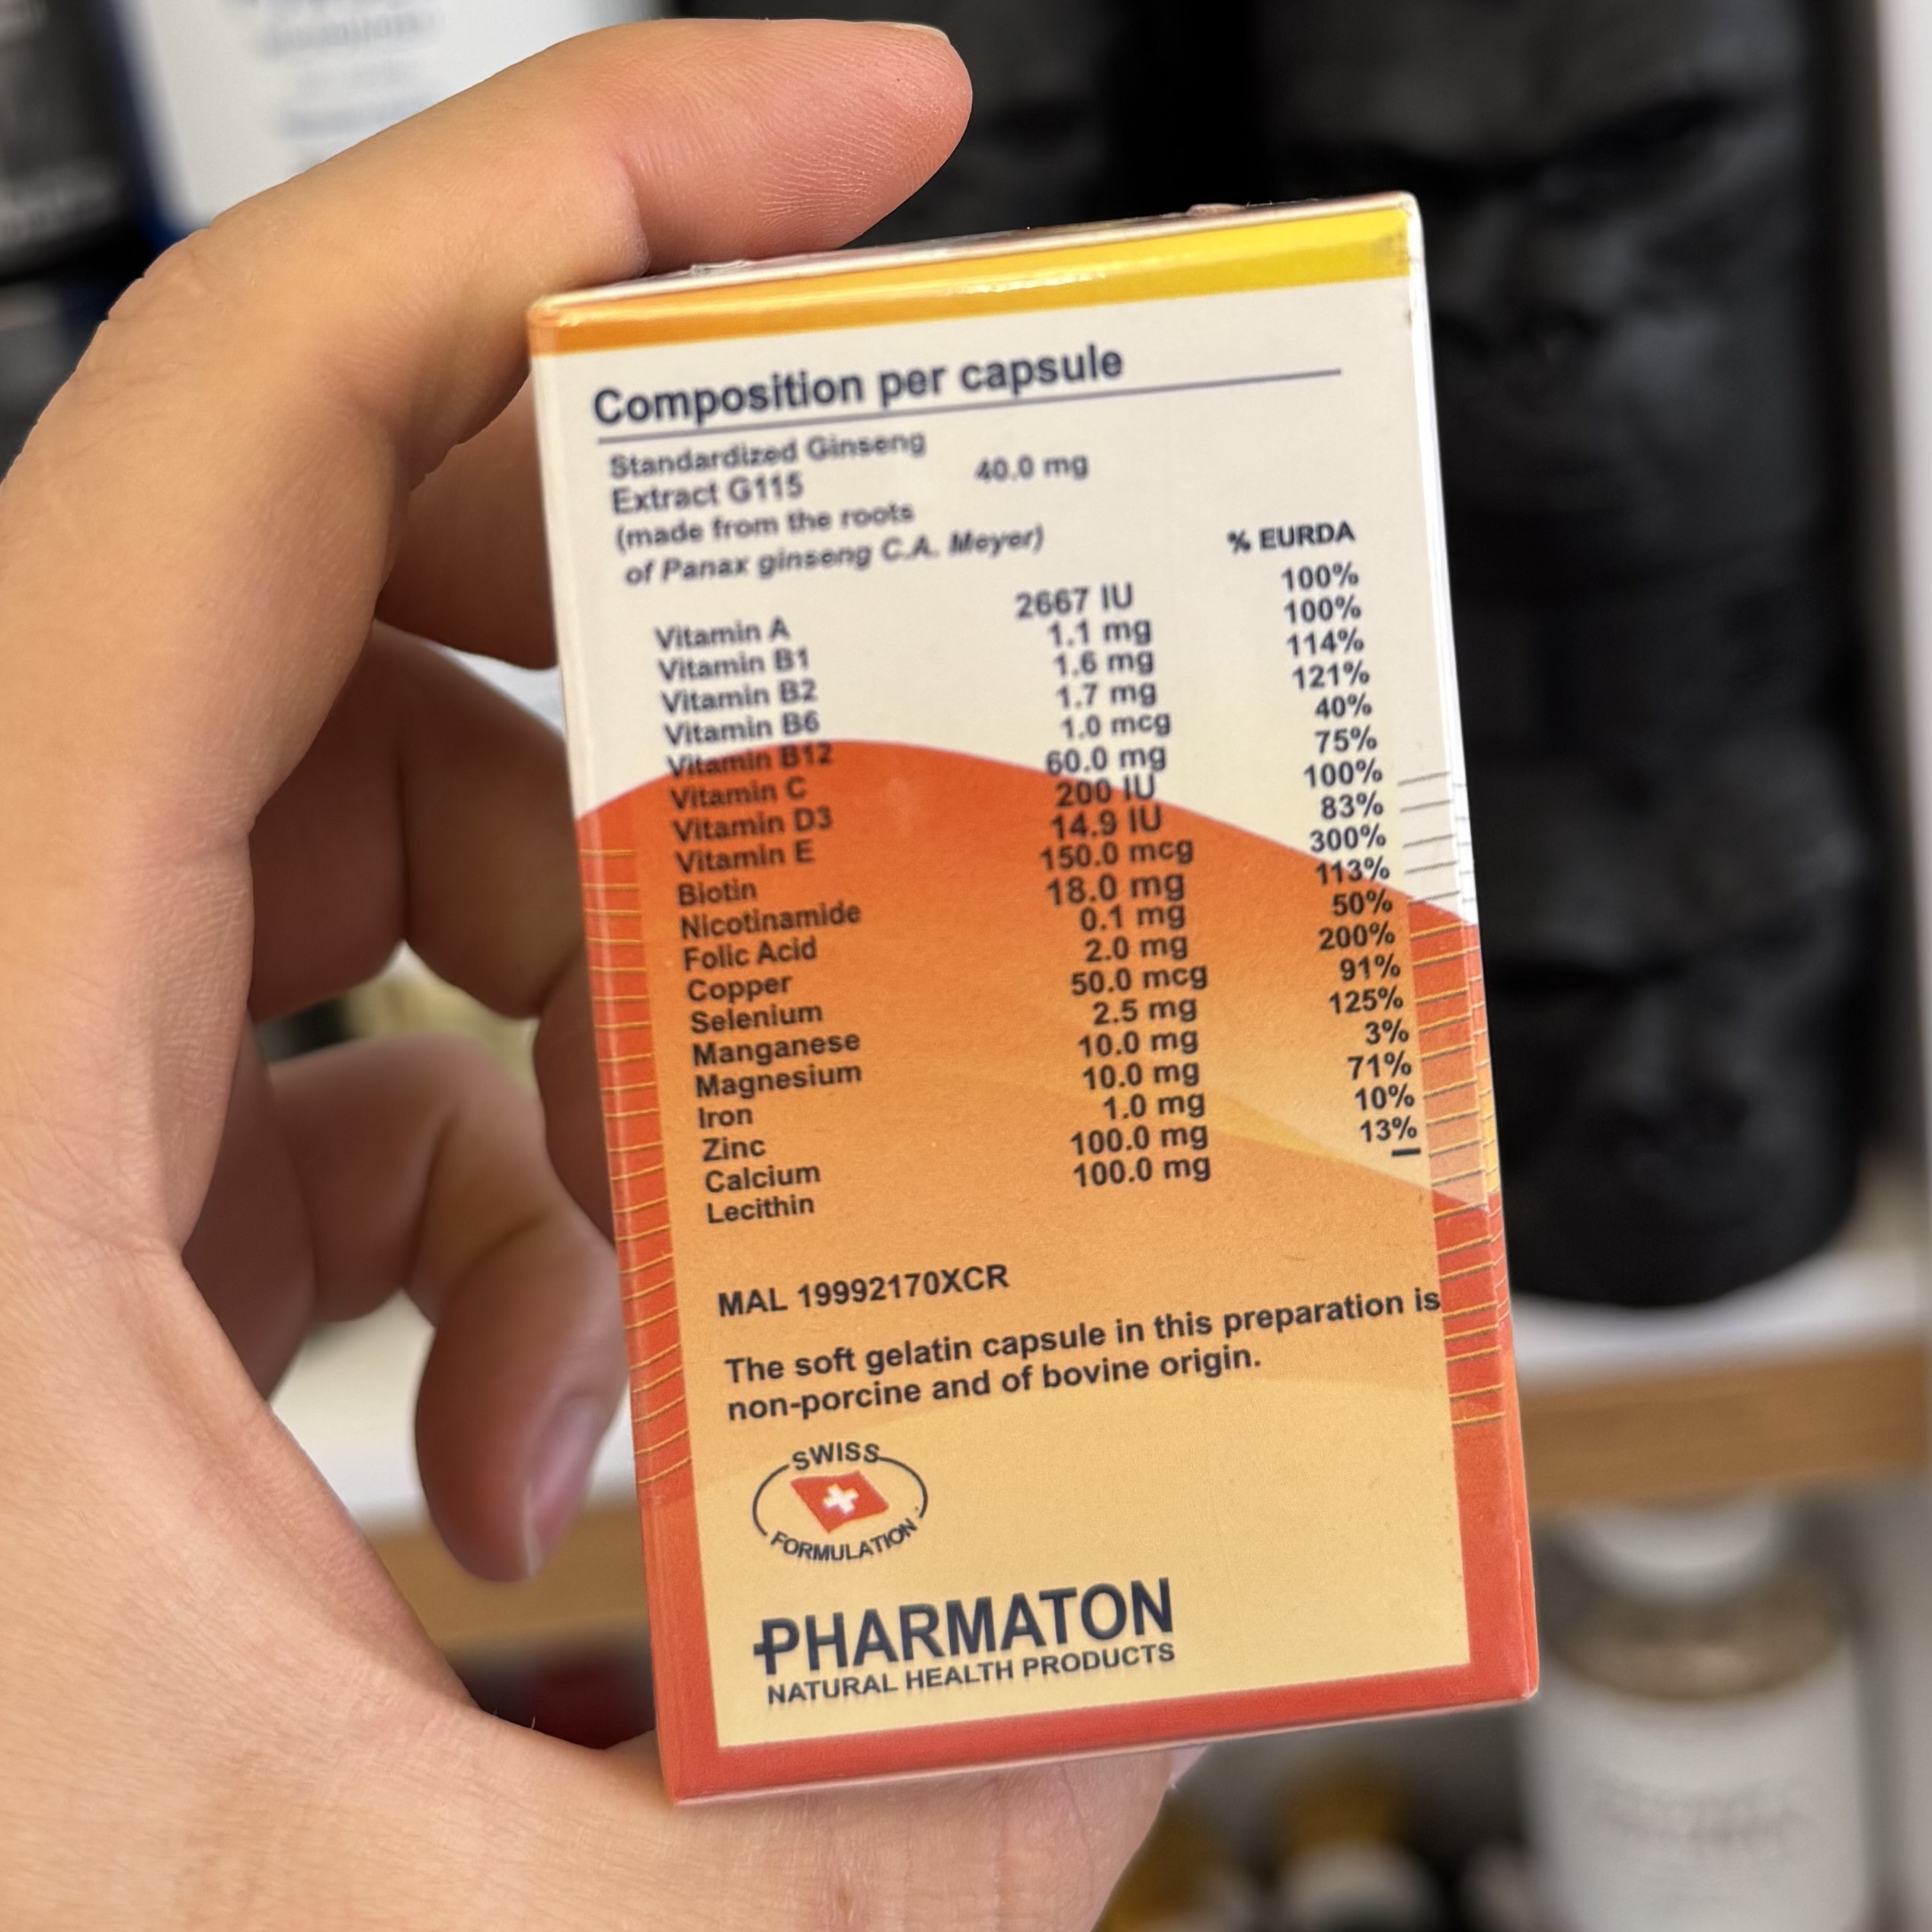 Composition per capsule
Standardized Ginseng
Extract G115 40.0 mg
(made from the roots
of Panax ginseng C.A. Meyer)
% EURDA
Vitamin A 2667 IU 100%
Vitamin B1 1.1 mg 100%
Vitamin B2 1.6 mg 114%
Vitamin B6 1.7 mg 121%
Vitamin B12 1.0 mcg 40%
Vitamin C 60.0 mg 75%
Vitamin D3 200 IU 100%
Vitamin E 14.9 IU 83%
Biotin 150.0 mcg 300%
Nicotinamide 18.0 mg 113%
Folic Acid 0.1 mg 50%
Copper 2.0 mg 200%
Selenium 50.0 mcg 91%
Manganese 2.5 mg 125%
Magnesium 10.0 mg 3%
Iron 10.0 mg 71%
Zinc 1.0 mg 10%
Calcium 100.0 mg 13%
Lecithin 100.0 mg –
MAL 19992170XCR
The soft gelatin capsule in this preparation is
non-porcine and of bovine origin.
SWISS
FORMULATION
PHARMATON
NATURAL HEALTH PRODUCTS